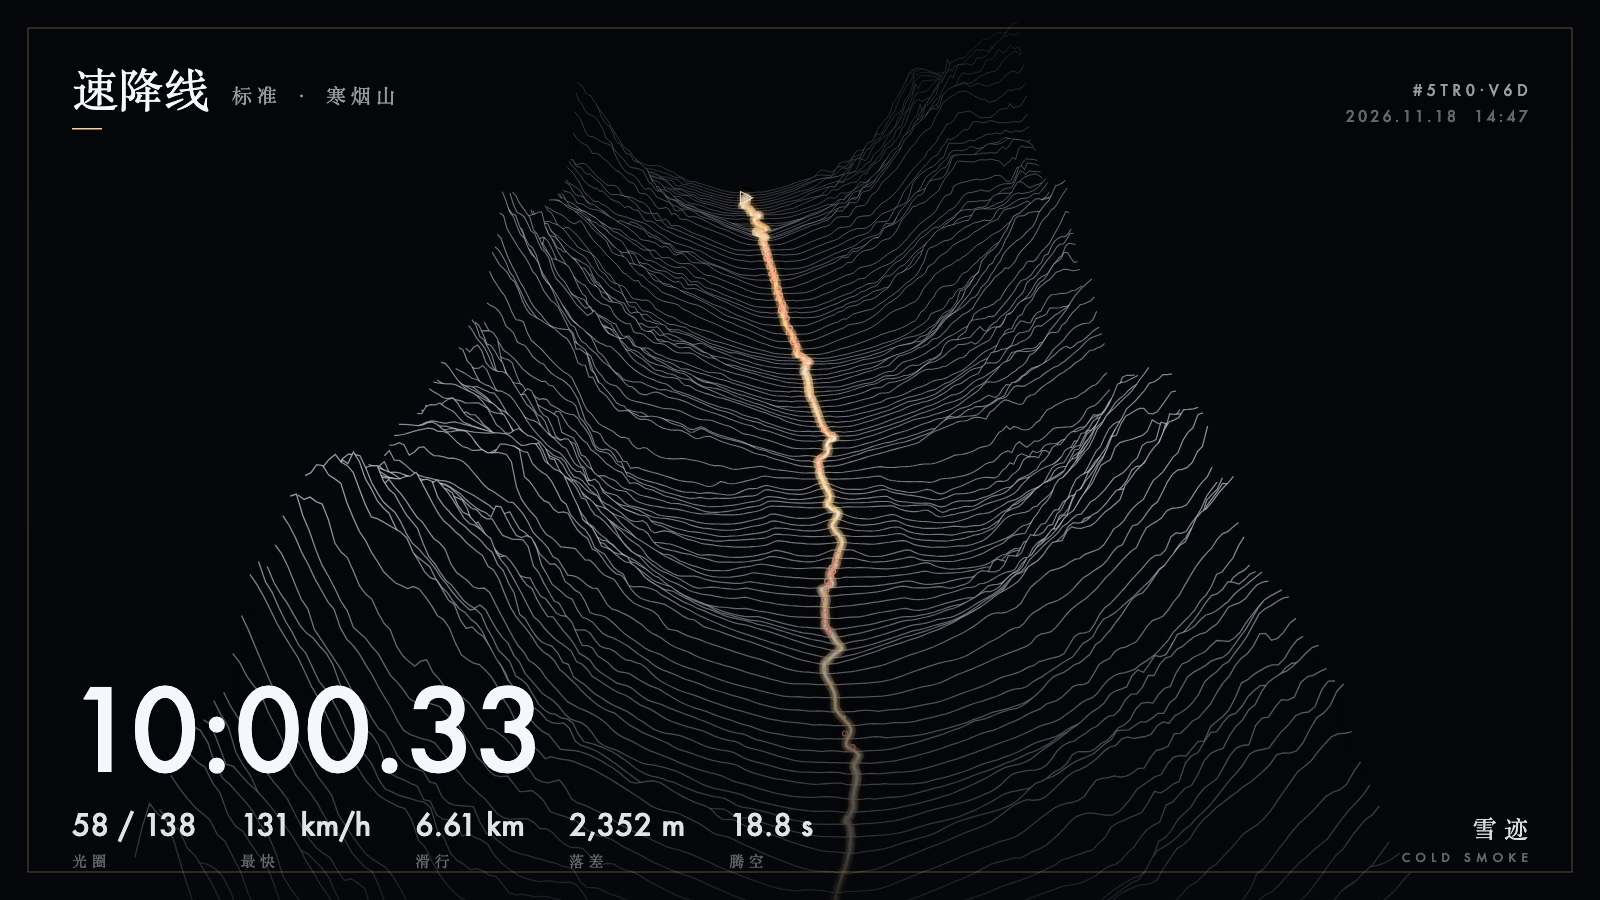 速降线 标准 · 寒烟山
#5TR0·V6D
2026.11.18 14:47
10:00.33
58 / 138 131 km/h 6.61 km 2,352 m 18.8 s
光圈 最快 滑行 落差 腾空
雪迹
COLD SMOKE